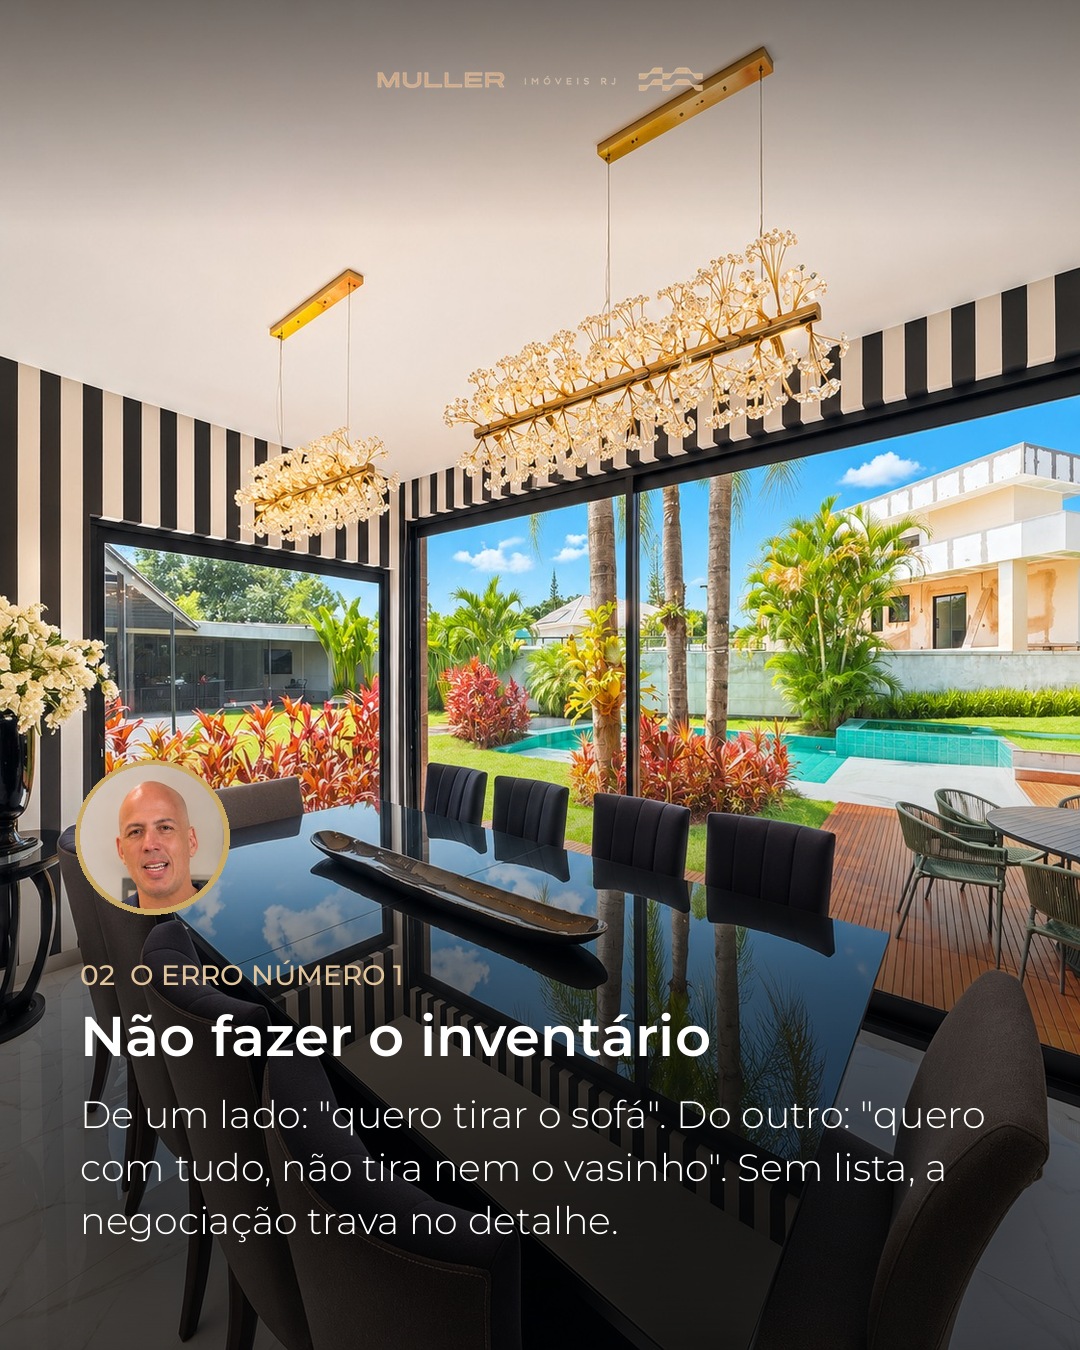 MULLER IMÓVEIS RJ
02 O ERRO NÚMERO 1
Não fazer o inventário
De um lado: "quero tirar o sofá". Do outro: "quero
com tudo, não tira nem o vasinho". Sem lista, a
negociação trava no detalhe.